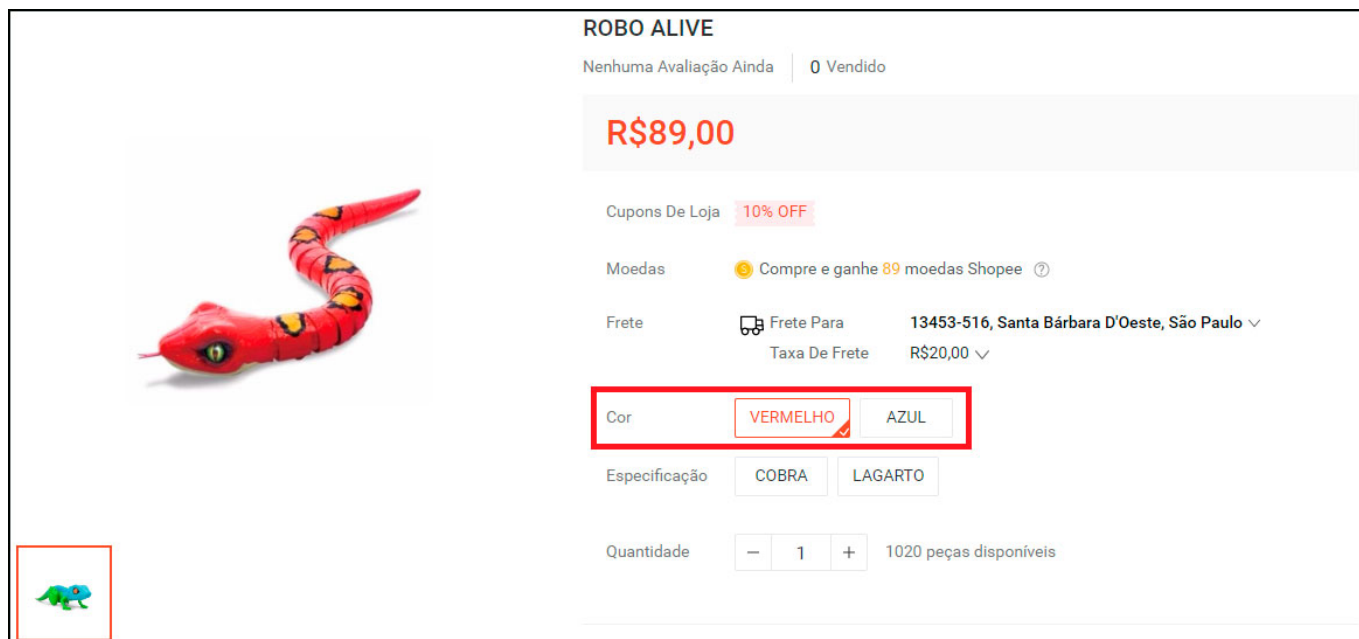 ROBO ALIVE
Nenhuma Avaliação Ainda 0 Vendido
R$89,00
Cupons De Loja 10% OFF
Moedas S Compre e ganhe 89 moedas Shopee ?
Frete Frete Para 13453-516, Santa Bárbara D'Oeste, São Paulo
Taxa De Frete R$20,00
Cor VERMELHO AZUL
Especificação COBRA LAGARTO
Quantidade − 1 + 1020 peças disponíveis